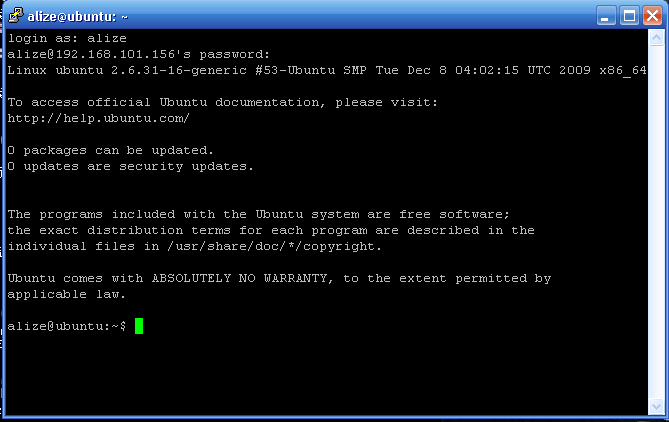 alize@ubuntu: ~
login as: alize
alize@192.168.101.156's password:
Linux ubuntu 2.6.31-16-generic #53-Ubuntu SMP Tue Dec 8 04:02:15 UTC 2009 x86_64
To access official Ubuntu documentation, please visit:
http://help.ubuntu.com/
0 packages can be updated.
0 updates are security updates.
The programs included with the Ubuntu system are free software;
the exact distribution terms for each program are described in the
individual files in /usr/share/doc/*/copyright.
Ubuntu comes with ABSOLUTELY NO WARRANTY, to the extent permitted by
applicable law.
alize@ubuntu:~$